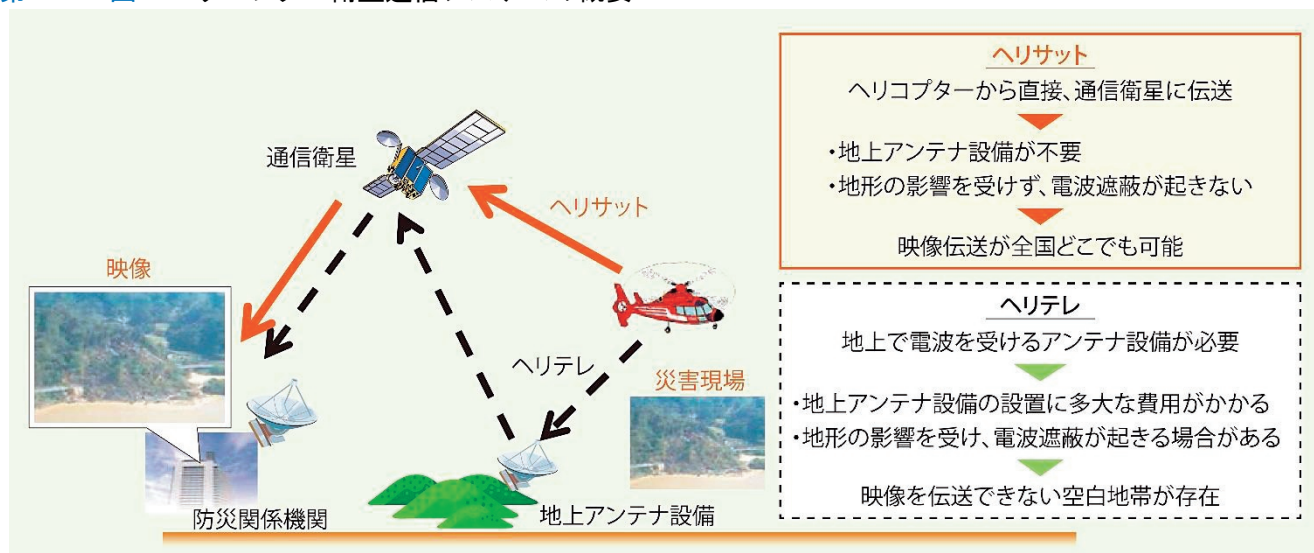 通信衛星
ヘリサット
映像
ヘリテレ
災害現場
防災関係機関
地上アンテナ設備
ヘリサット
ヘリコプターから直接、通信衛星に伝送
・地上アンテナ設備が不要
・地形の影響を受けず、電波遮蔽が起きない
映像伝送が全国どこでも可能
ヘリテレ
地上で電波を受けるアンテナ設備が必要
・地上アンテナ設備の設置に多大な費用がかかる
・地形の影響を受け、電波遮蔽が起きる場合がある
映像を伝送できない空白地帯が存在